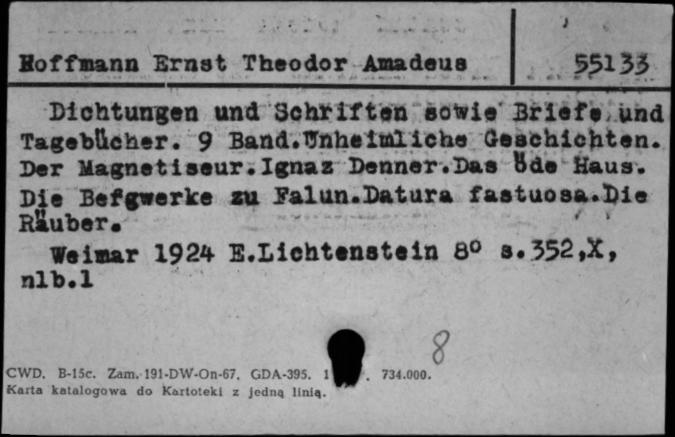 Hoffmann Ernst Theodor Amadeus 55133
Dichtungen und Schriften sowie Briefe und
Tagebücher. 9 Band.Unheimliche Geschichten.
Der Magnetiseur.Ignaz Denner.Das öde Haus.
Die Befgwerke zu Falun.Datura fastuosa.Die
Räuber.
Weimar 1924 E.Lichtenstein 8° s.352,X,
nlb.1
8
CWD. B-15c. Zam. 191-DW-On-67. GDA-395. 1 . 734.000.
Karta katalogowa do Kartoteki z jedną linią.